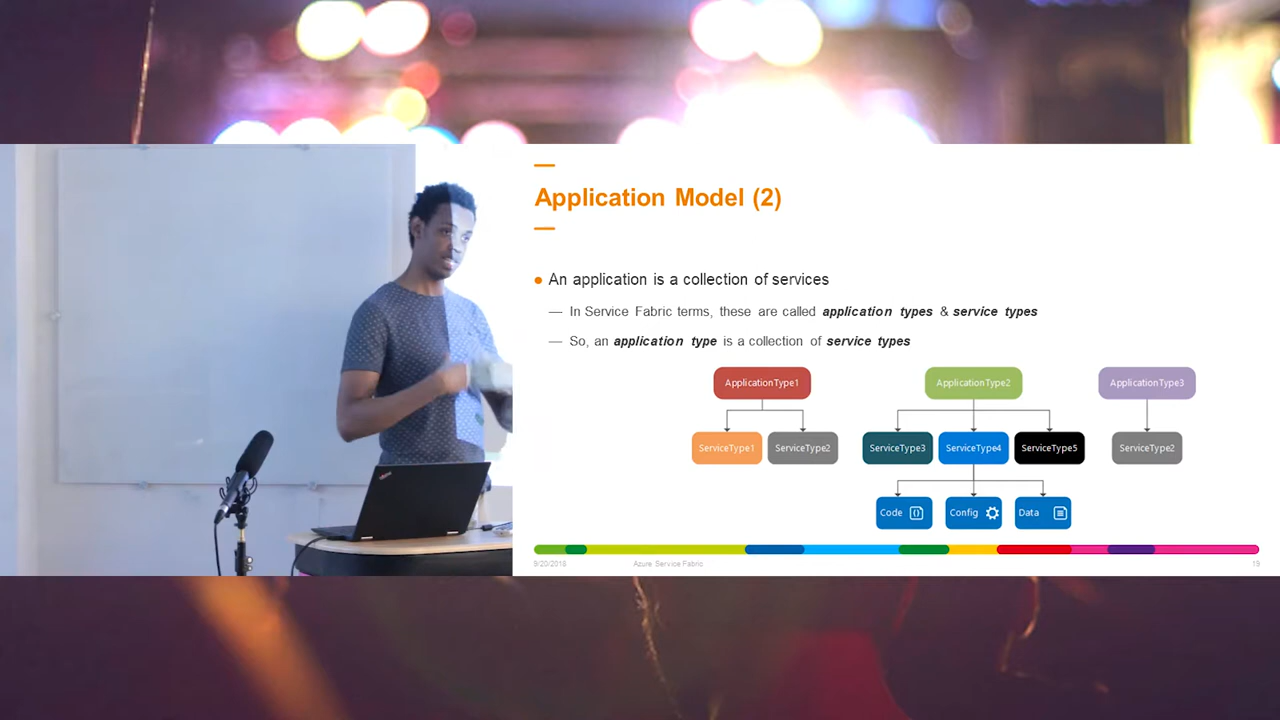 Application Model (2)
An application is a collection of services
— In Service Fabric terms, these are called application types & service types
— So, an application type is a collection of service types
ApplicationType1
ApplicationType2
ApplicationType3
ServiceType1
ServiceType2
ServiceType3
ServiceType4
ServiceType5
ServiceType2
Code
Config
Data
9/20/2018
Azure Service Fabric
19